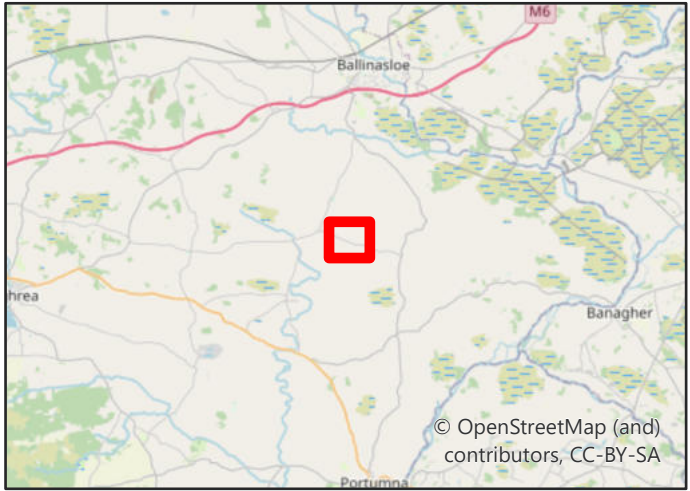 M6
Ballinasloe
hrea
Banagher
© OpenStreetMap (and)
contributors, CC-BY-SA
Portumna